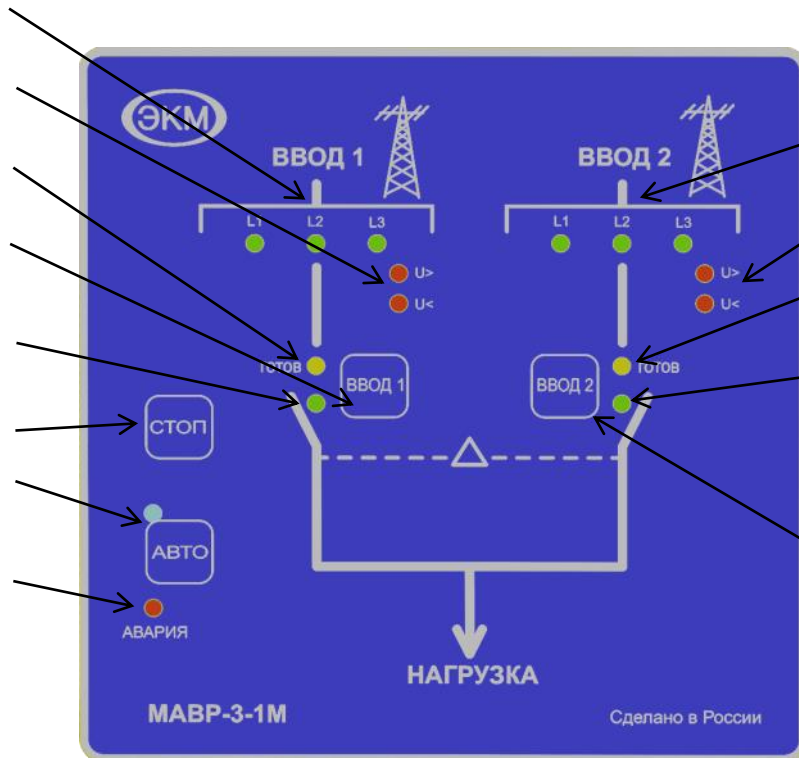 ЭКМ
ВВОД 1 ВВОД 2
L1 L2 L3 L1 L2 L3
U> U>
U< U<
ГОТОВ ГОТОВ
ВВОД 1 ВВОД 2
СТОП
АВТО
АВАРИЯ
НАГРУЗКА
МАВР-3-1М Сделано в России